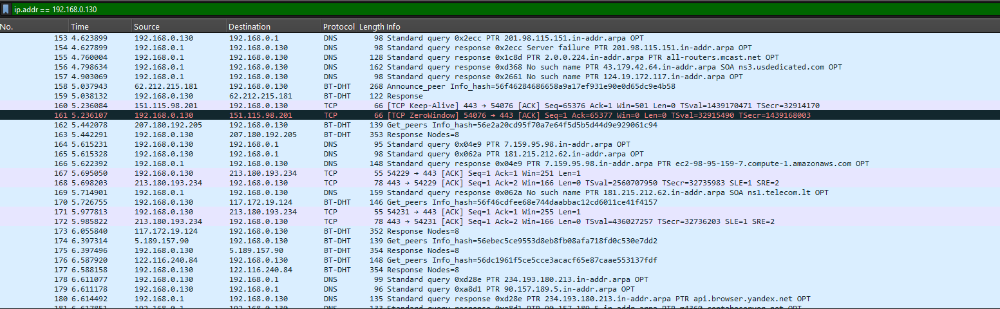 ip.addr == 192.168.0.130
No. Time Source Destination Protocol Length Info
153 4.623899 192.168.0.130 192.168.0.1 DNS 98 Standard query 0x2ecc PTR 201.98.115.151.in-addr.arpa OPT
154 4.627899 192.168.0.1 192.168.0.130 DNS 98 Standard query response 0x2ecc Server failure PTR 201.98.115.151.in-addr.arpa OPT
155 4.760004 192.168.0.1 192.168.0.130 DNS 128 Standard query response 0x1c8d PTR 2.0.0.224.in-addr.arpa PTR all-routers.mcast.net OPT
156 4.798634 192.168.0.1 192.168.0.130 DNS 162 Standard query response 0xd368 No such name PTR 43.179.42.64.in-addr.arpa SOA ns3.usdedicated.com OPT
157 4.903069 192.168.0.1 192.168.0.130 DNS 98 Standard query response 0x2661 No such name PTR 124.19.172.117.in-addr.arpa OPT
158 5.037943 62.212.215.181 192.168.0.130 BT-DHT 268 Announce_peer Info_hash=56f46284686658a9a17ef931e90e0d65dc9e4b58
159 5.038132 192.168.0.130 62.212.215.181 BT-DHT 122 Response
160 5.236084 151.115.98.201 192.168.0.130 TCP 66 [TCP Keep-Alive] 443 → 54076 [ACK] Seq=65376 Ack=1 Win=501 Len=0 TSval=1439170471 TSecr=32914170
161 5.236107 192.168.0.130 151.115.98.201 TCP 66 [TCP ZeroWindow] 54076 → 443 [ACK] Seq=1 Ack=65377 Win=0 Len=0 TSval=32915490 TSecr=1439168003
162 5.442078 207.180.192.205 192.168.0.130 BT-DHT 139 Get_peers Info_hash=56e2a20cd95f70a7e64f5d5b5d44d9e929061c94
163 5.442291 192.168.0.130 207.180.192.205 BT-DHT 353 Response Nodes=8
164 5.615231 192.168.0.130 192.168.0.1 DNS 95 Standard query 0x04e9 PTR 7.159.95.98.in-addr.arpa OPT
165 5.615328 192.168.0.130 192.168.0.1 DNS 98 Standard query 0x062a PTR 181.215.212.62.in-addr.arpa OPT
166 5.622392 192.168.0.1 192.168.0.130 DNS 148 Standard query response 0x04e9 PTR 7.159.95.98.in-addr.arpa PTR ec2-98-95-159-7.compute-1.amazonaws.com OPT
167 5.695050 192.168.0.130 213.180.193.234 TCP 55 54229 → 443 [ACK] Seq=1 Ack=1 Win=251 Len=1
168 5.698203 213.180.193.234 192.168.0.130 TCP 78 443 → 54229 [ACK] Seq=1 Ack=2 Win=166 Len=0 TSval=2560707950 TSecr=32735983 SLE=1 SRE=2
169 5.714901 192.168.0.1 192.168.0.130 DNS 159 Standard query response 0x062a No such name PTR 181.215.212.62.in-addr.arpa SOA ns1.telecom.lt OPT
170 5.726755 192.168.0.130 117.172.19.124 BT-DHT 146 Get_peers Info_hash=56f46cdfee68e744daabbac12cd6011ce41f4157
171 5.977813 192.168.0.130 213.180.193.234 TCP 55 54231 → 443 [ACK] Seq=1 Ack=1 Win=255 Len=1
172 5.985822 213.180.193.234 192.168.0.130 TCP 78 443 → 54231 [ACK] Seq=1 Ack=2 Win=166 Len=0 TSval=436027257 TSecr=32736203 SLE=1 SRE=2
173 6.055840 117.172.19.124 192.168.0.130 BT-DHT 352 Response Nodes=8
174 6.397314 5.189.157.90 192.168.0.130 BT-DHT 139 Get_peers Info_hash=56ebec5ce9553d8eb8fb08afa718fd0c530e7dd2
175 6.397496 192.168.0.130 5.189.157.90 BT-DHT 354 Response Nodes=8
176 6.587920 122.116.240.84 192.168.0.130 BT-DHT 148 Get_peers Info_hash=56dc1961f5ce5cce3acacf65e87caae553137fdf
177 6.588158 192.168.0.130 122.116.240.84 BT-DHT 354 Response Nodes=8
178 6.611077 192.168.0.130 192.168.0.1 DNS 99 Standard query 0xd28e PTR 234.193.180.213.in-addr.arpa OPT
179 6.611178 192.168.0.130 192.168.0.1 DNS 96 Standard query 0xa8d1 PTR 90.157.189.5.in-addr.arpa OPT
180 6.614492 192.168.0.1 192.168.0.130 DNS 135 Standard query response 0xd28e PTR 234.193.180.213.in-addr.arpa PTR api.browser.yandex.net OPT